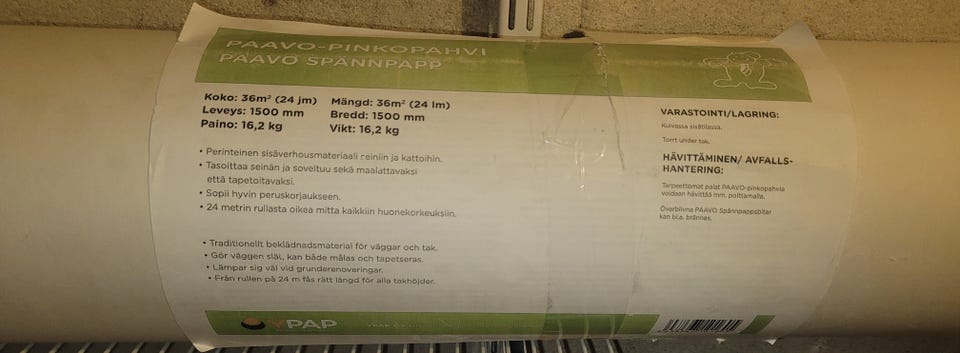 PAAVO-PINKOPAHVI
PAAVO SPÄNNPAPP
Koko: 36m² (24 jm)
Leveys: 1500 mm
Paino: 16,2 kg
Mängd: 36m² (24 lm)
Bredd: 1500 mm
Vikt: 16,2 kg
• Perinteinen sisäverhousmateriaali seiniin ja kattoihin.
• Tasoittaa seinän ja soveltuu sekä maalattavaksi
että tapetoitavaksi.
• Sopii hyvin peruskorjaukseen.
• 24 metrin rullasta oikea mitta kaikkiin huonekorkeuksiin.
• Traditionellt beklädnadsmaterial för väggar och tak.
• Gör väggen slät, kan både målas och tapetseras.
• Lämpar sig väl vid grunderenoveringar.
• Från rullen på 24 m fås rätt längd för alla takhöjder.
VARASTOINTI/LAGRING:
Kuivassa sisätilassa.
Torrt under tak.
HÄVITTÄMINEN/ AVFALLS-
HANTERING:
Tarpeettomat palat PAAVO-pinkopahvia
voidaan hävittää mm. polttamalla.
Överblivna PAAVO Spännpappsbitar
kan bl.a. brännas.
YPAP